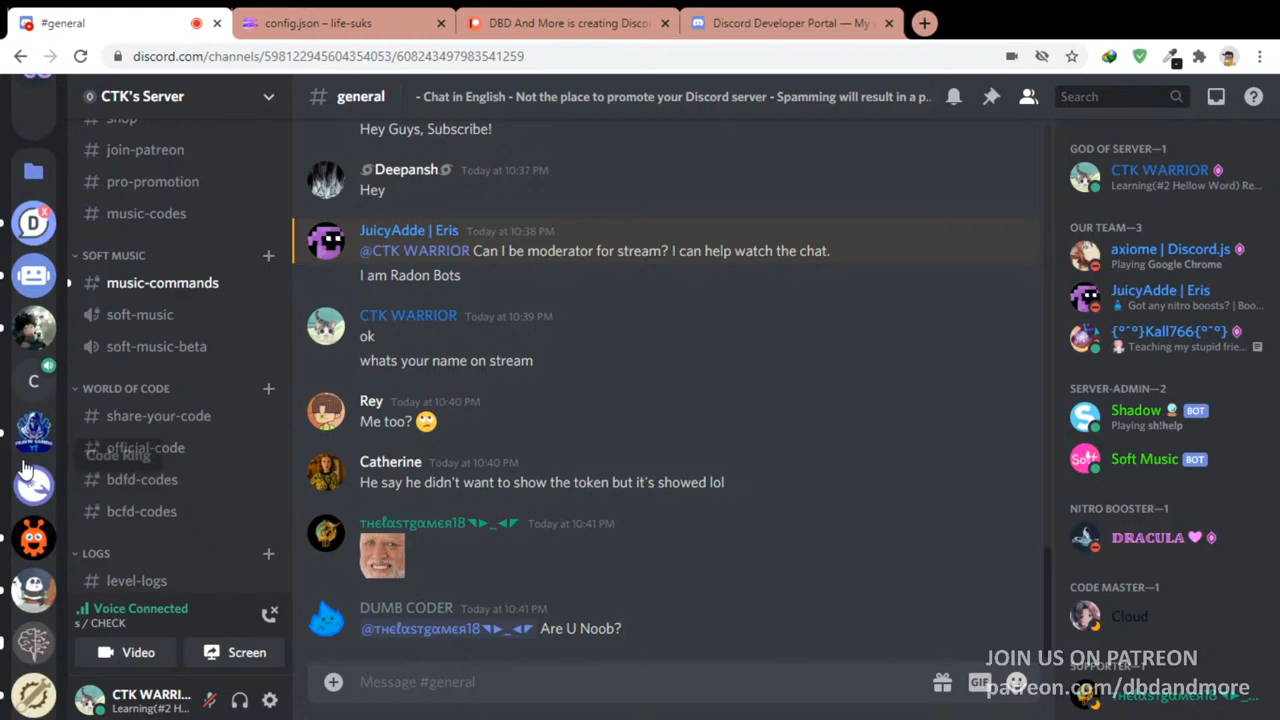 #general
config.json – life-suks
DBD And More is creating Disco
Discord Developer Portal — My
discord.com/channels/598122945604354053/608243497983541259
CTK's Server
general
- Chat in English - Not the place to promote your Discord server - Spamming will result in a p...
Search
shop
join-patreon
pro-promotion
music-codes
SOFT MUSIC
music-commands
soft-music
soft-music-beta
WORLD OF CODE
share-your-code
official-code
Code King
bdfd-codes
bcfd-codes
LOGS
level-logs
Voice Connected
s / CHECK
Video
Screen
CTK WARRI...
Learning(#2 H...
C
Hey Guys, Subscribe!
Deepansh Today at 10:37 PM
Hey
JuicyAdde | Eris Today at 10:38 PM
@CTK WARRIOR Can I be moderator for stream? I can help watch the chat.
I am Radon Bots
CTK WARRIOR Today at 10:39 PM
ok
whats your name on stream
Rey Today at 10:40 PM
Me too?
Catherine Today at 10:40 PM
He say he didn't want to show the token but it's showed lol
тнєℓαsтgαмєя18◥►_◄◤ Today at 10:41 PM
DUMB CODER Today at 10:41 PM
@тнєℓαsтgαмєя18◥►_◄◤ Are U Noob?
Message #general
GIF
GOD OF SERVER—1
CTK WARRIOR
Learning(#2 Hellow Word) Re...
OUR TEAM—3
axiome | Discord.js
Playing Google Chrome
JuicyAdde | Eris
Got any nitro boosts? | Boo...
{°ˆ°}Kall766{°ˆ°}
Teaching my stupid frie...
SERVER-ADMIN—2
Shadow BOT
Playing sh!help
Soft Music BOT
NITRO BOOSTER—1
DRACULA
CODE MASTER—1
Cloud
SUPPORTER—1
тнєℓαsтgαмєя18◥►_...
JOIN US ON PATREON
patreon.com/dbdandmore